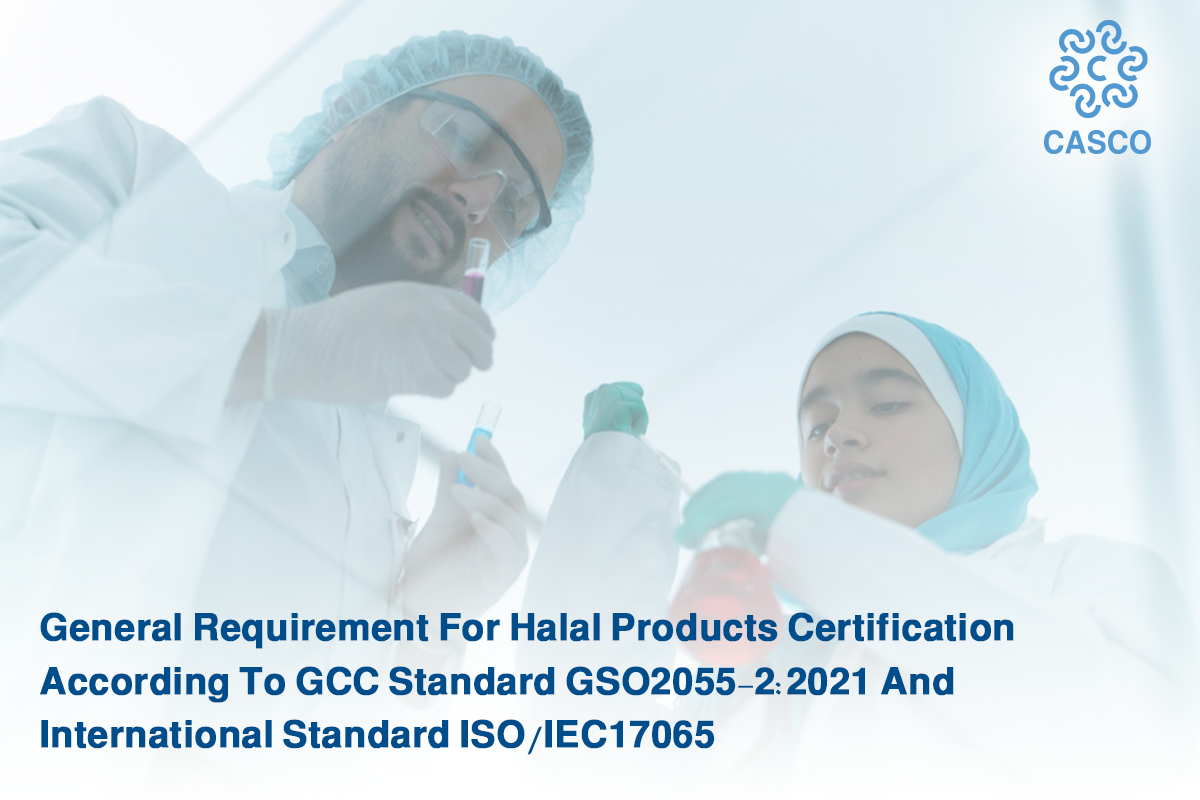 CASCO
General Requirement For Halal Products Certification
According To GCC Standard GSO2055-2:2021 And
International Standard ISO/IEC17065